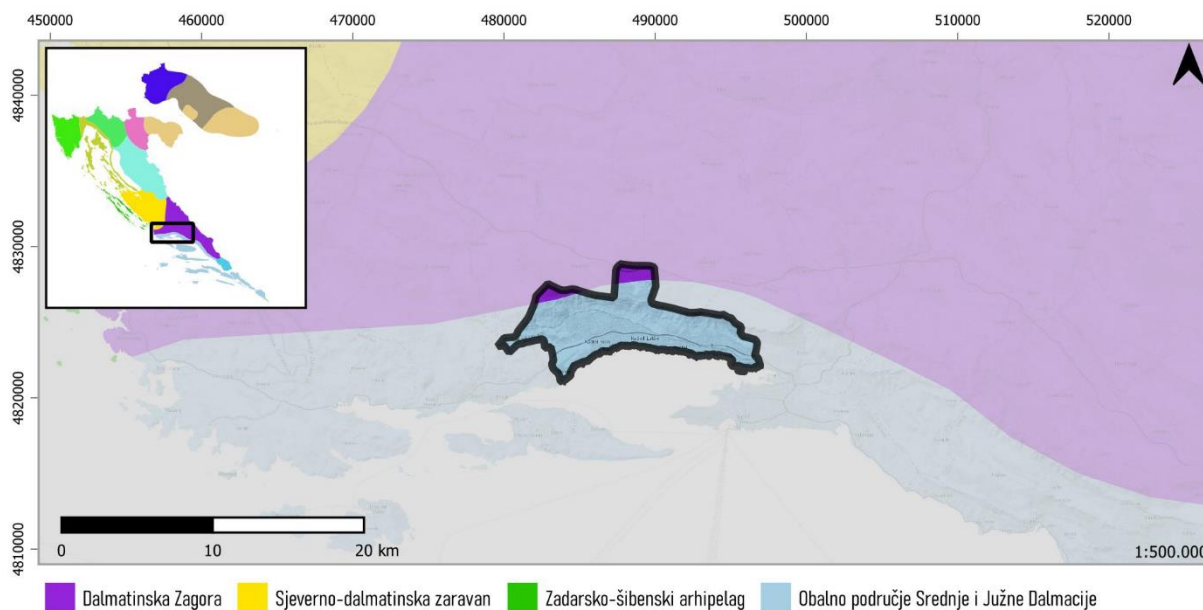 450000 460000 470000 480000 490000 500000 510000 520000
4840000
4830000
4820000
4810000
0 10 20 km
1:500.000
Dalmatinska Zagora Sjeverno-dalmatinska zaravan Zadarsko-šibenski arhipelag Obalno područje Srednje i Južne Dalmacije